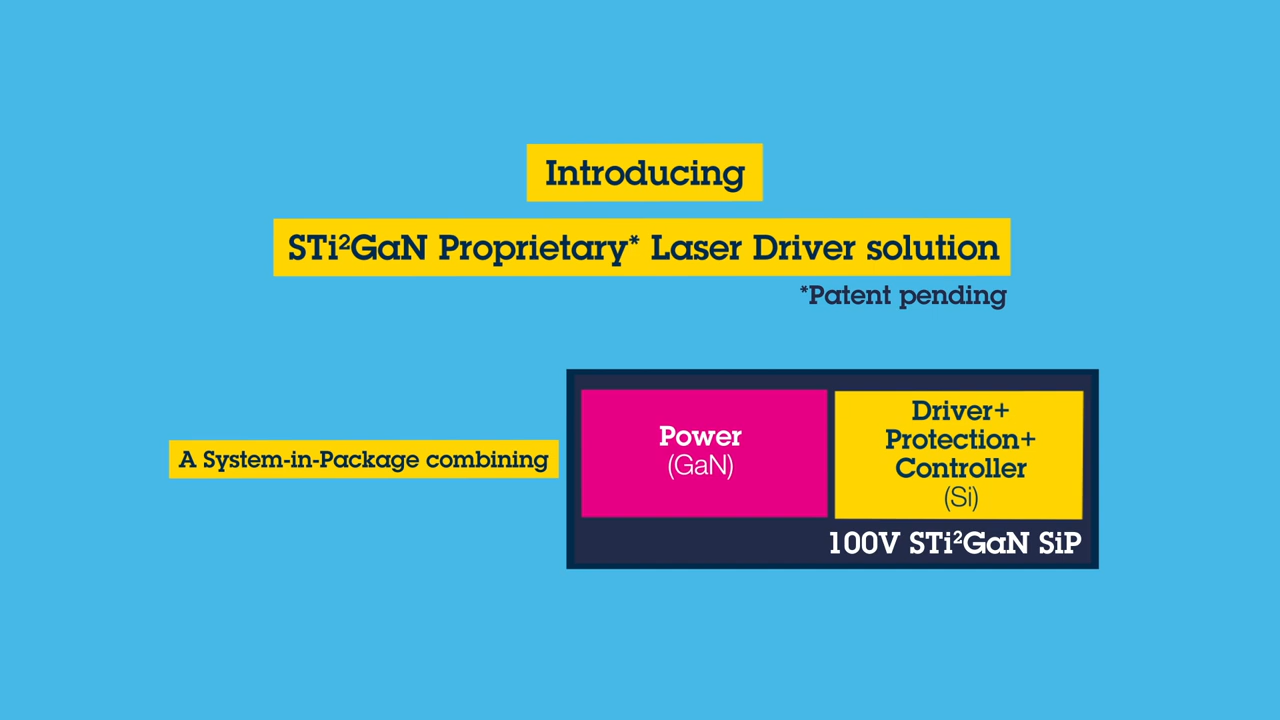 Introducing
STi²GaN Proprietary* Laser Driver solution
*Patent pending
A System-in-Package combining
Power
(GaN)
Driver+
Protection+
Controller
(Si)
100V STi²GaN SiP